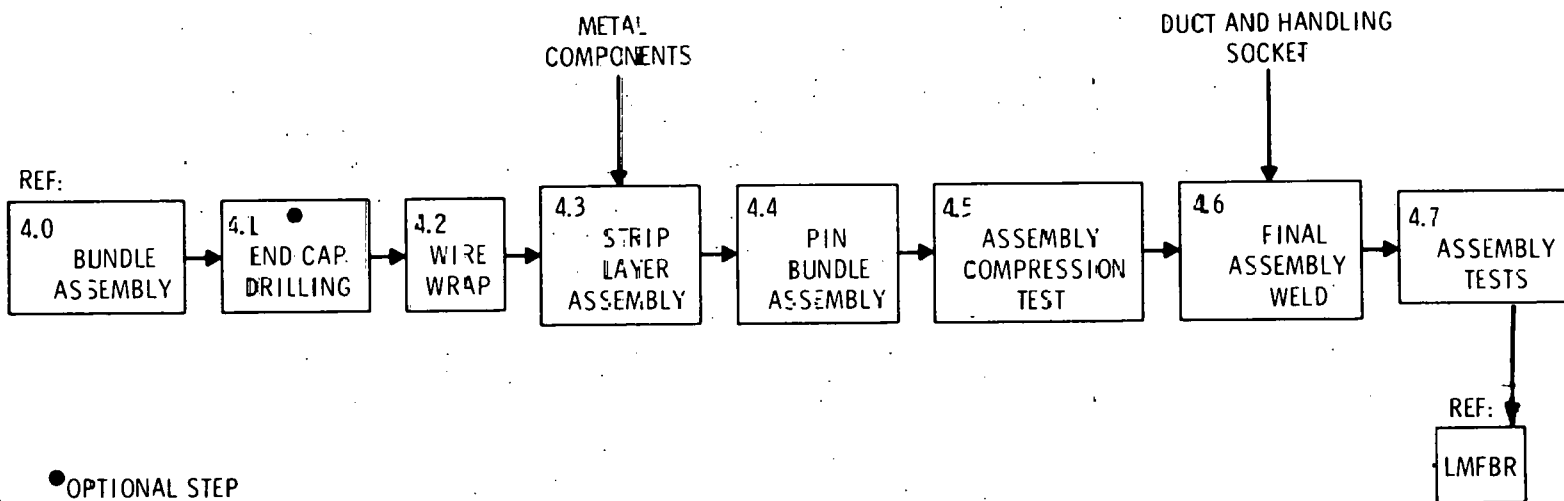 METAL
COMPONENTS
DUCT AND HANDLING
SOCKET
REF:
4.0
BUNDLE
ASSEMBLY
4.1
END CAP.
DRILLING
4.2
WIRE
WRAP
4.3
STRIP
LAYER
ASSEMBLY
4.4
PIN
BUNDLE
ASSEMBLY
4.5
ASSEMBLY
COMPRESSION
TEST
4.6
FINAL
ASSEMBLY
WELD
4.7
ASSEMBLY
TESTS
REF:
LMFBR
●OPTIONAL STEP